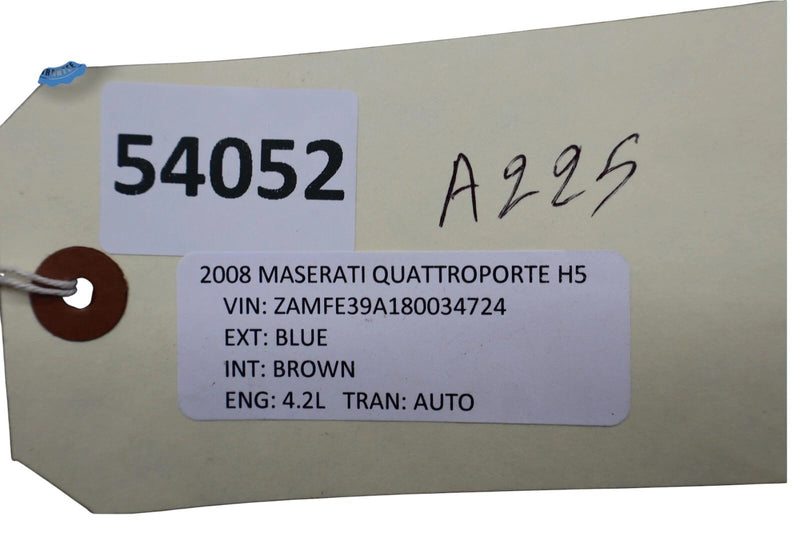 54052
A225
2008 MASERATI QUATTROPORTE H5
VIN: ZAMFE39A180034724
EXT: BLUE
INT: BROWN
ENG: 4.2L TRAN: AUTO